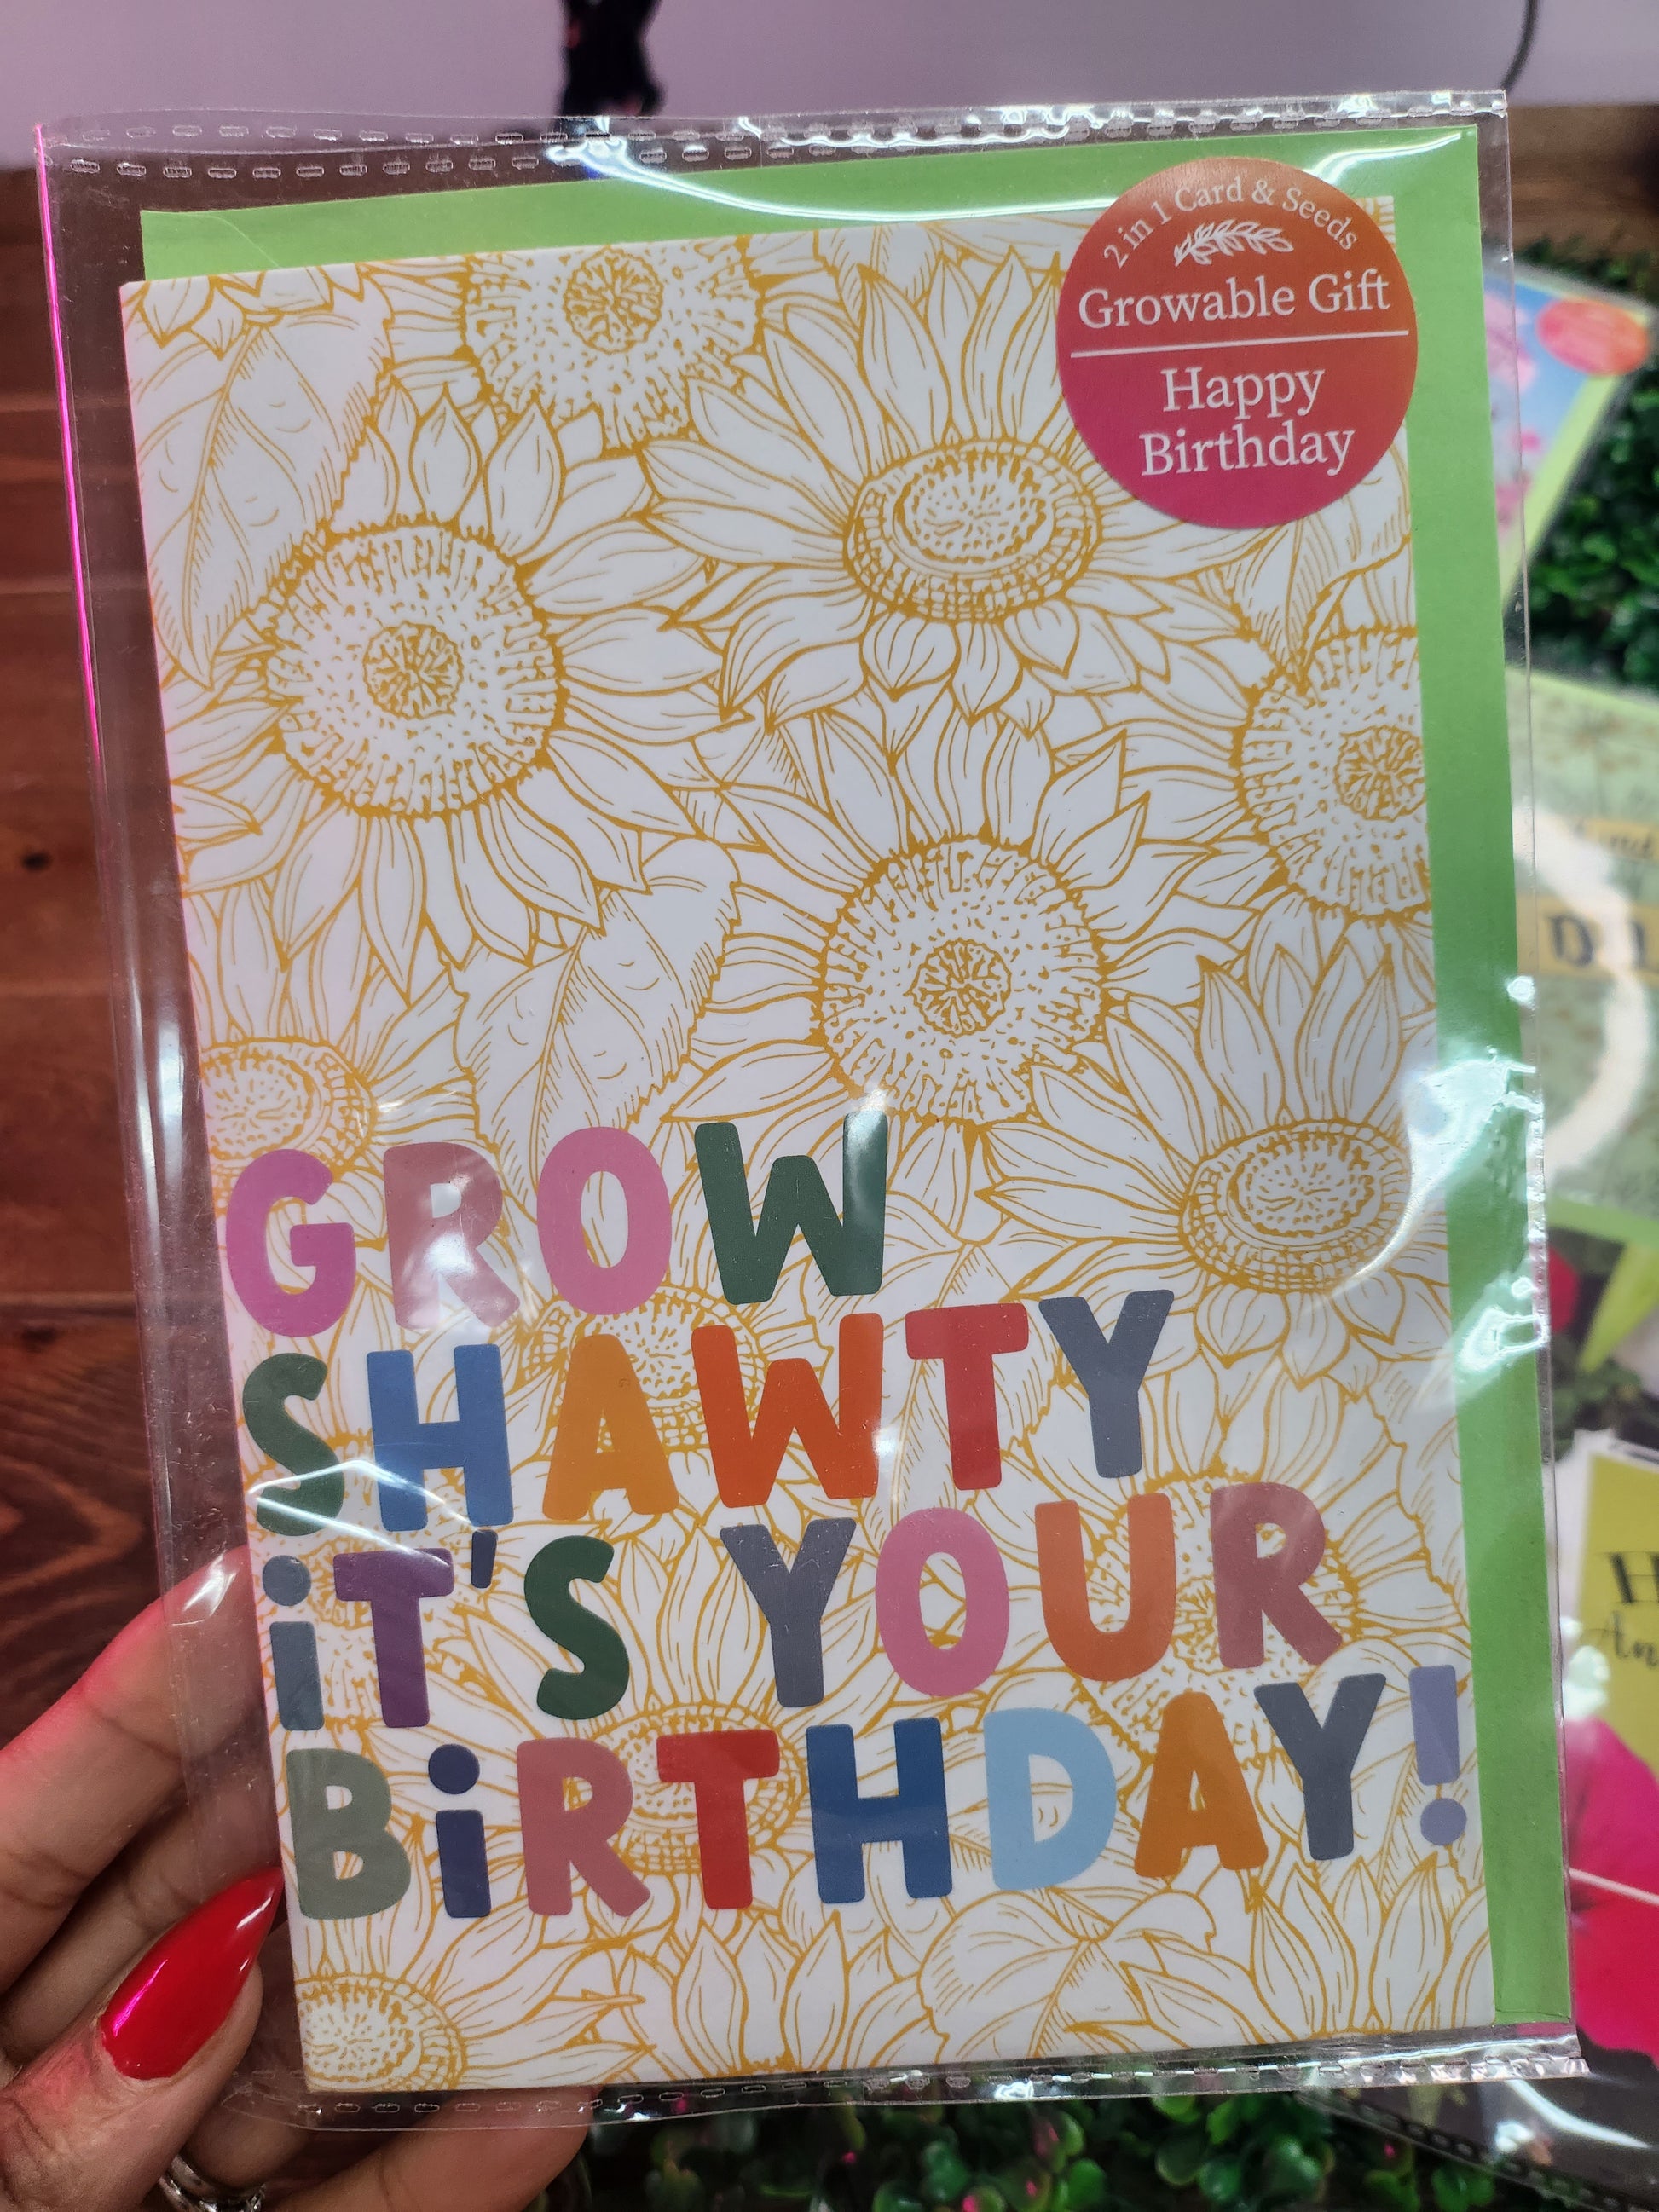 2 in 1 Card & Seeds
Growable Gift
Happy
Birthday
GROW
SHAWTY
iT'S YOUR
BiRTHDAY!